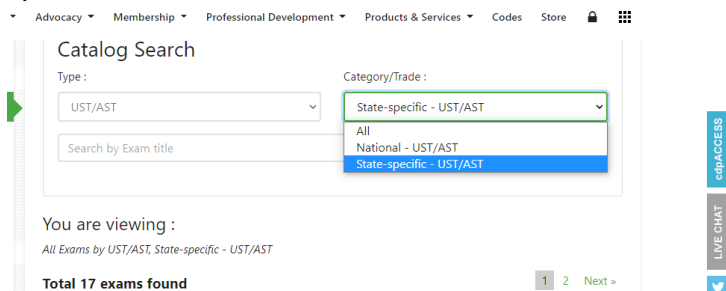 Advocacy Membership Professional Development Products & Services Codes Store
Catalog Search
Type : Category/Trade :
UST/AST State-specific - UST/AST
All
Search by Exam title National - UST/AST
State-specific - UST/AST
You are viewing :
All Exams by UST/AST, State-specific - UST/AST
Total 17 exams found 1 2 Next »
cdpACCESS
LIVE CHAT